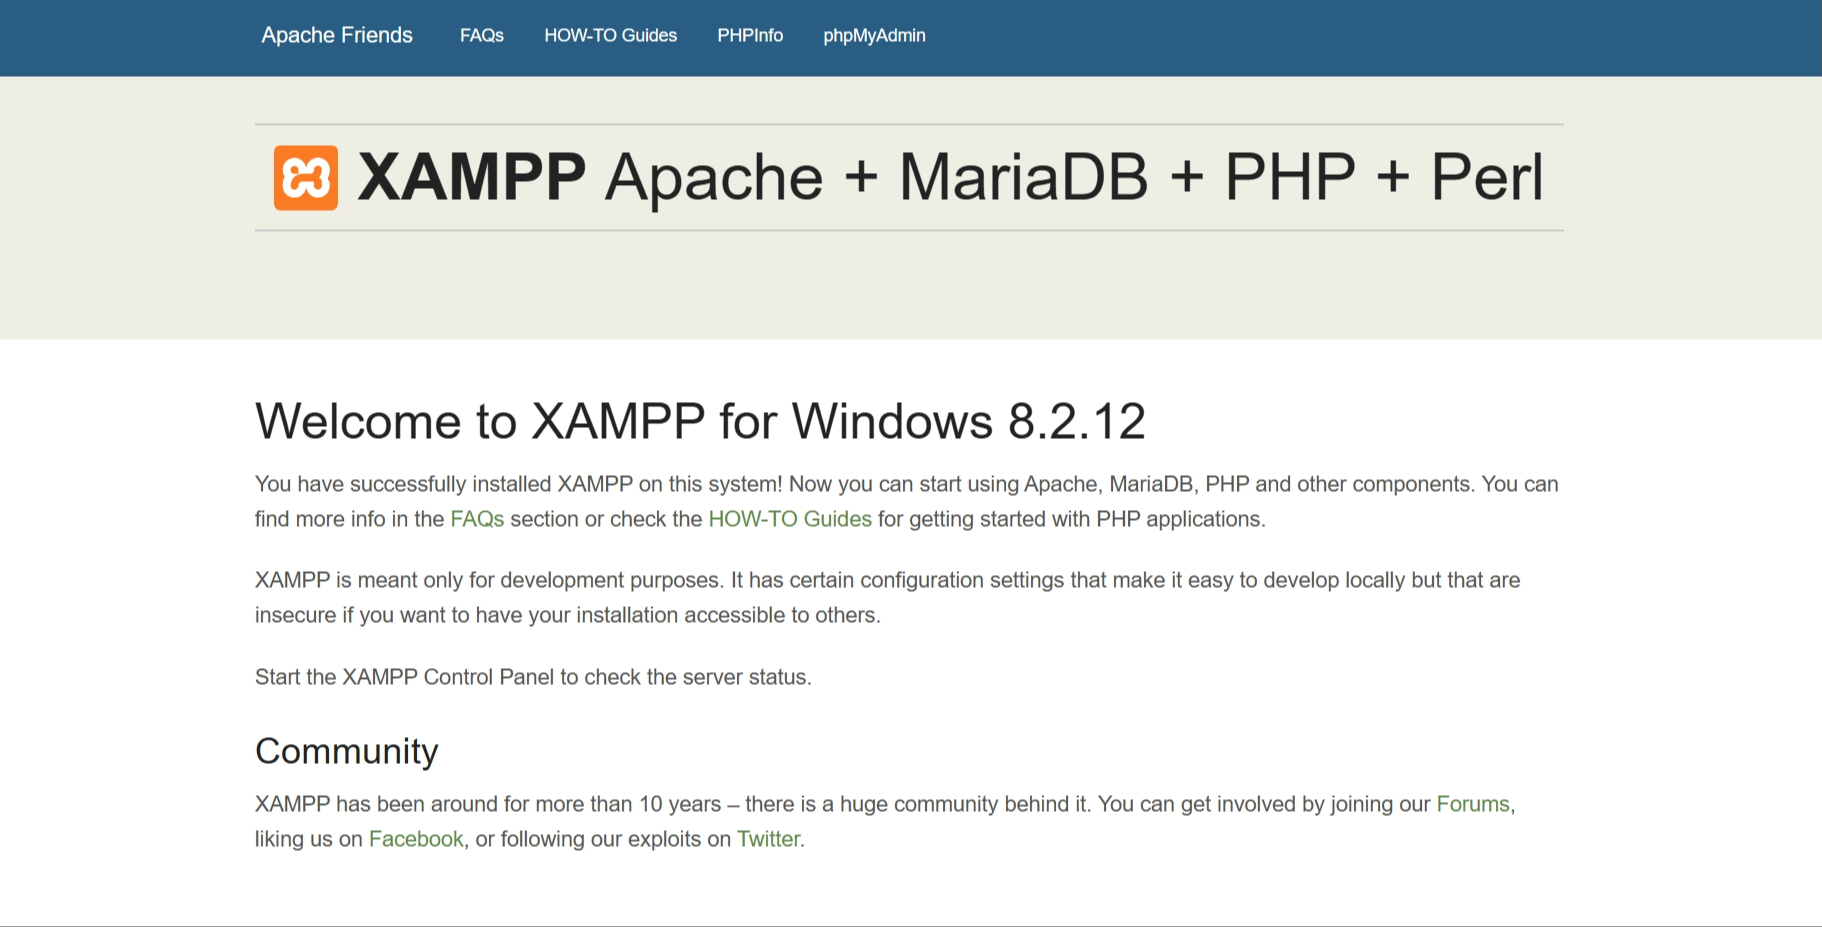 Apache Friends FAQs HOW-TO Guides PHPInfo phpMyAdmin
XAMPP Apache + MariaDB + PHP + Perl
Welcome to XAMPP for Windows 8.2.12
You have successfully installed XAMPP on this system! Now you can start using Apache, MariaDB, PHP and other components. You can
find more info in the FAQs section or check the HOW-TO Guides for getting started with PHP applications.
XAMPP is meant only for development purposes. It has certain configuration settings that make it easy to develop locally but that are
insecure if you want to have your installation accessible to others.
Start the XAMPP Control Panel to check the server status.
Community
XAMPP has been around for more than 10 years – there is a huge community behind it. You can get involved by joining our Forums,
liking us on Facebook, or following our exploits on Twitter.